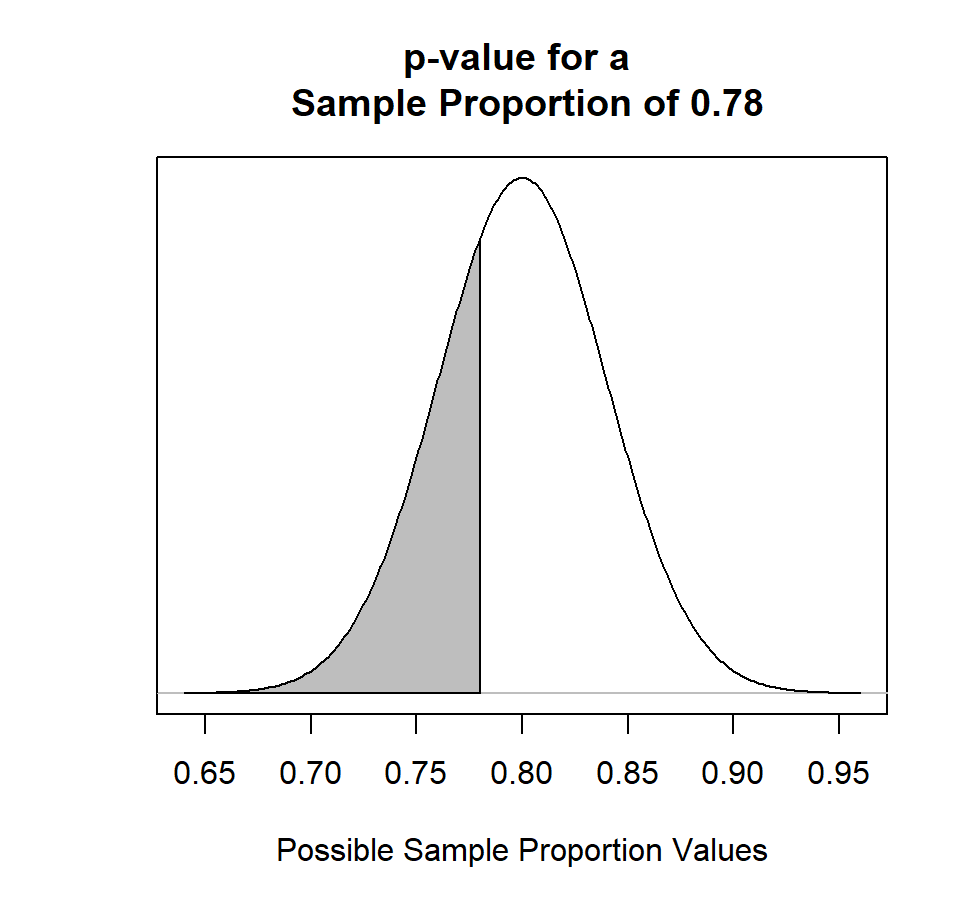 p-value for a
Sample Proportion of 0.78
0.65 0.70 0.75 0.80 0.85 0.90 0.95
Possible Sample Proportion Values